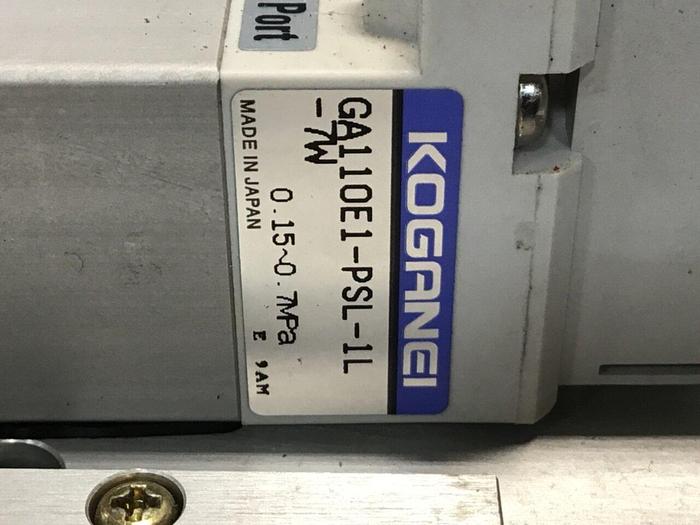 Port
KOGANEI
GA110E1-PSL-1L
-7W
0.15~0.7MPa
MADE IN JAPAN
E 9AM